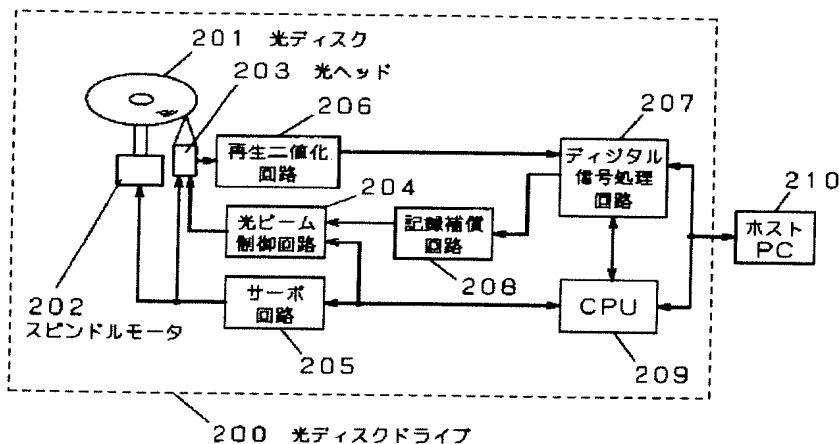 201 光ディスク
203 光ヘッド
206
207
再生二値化
回路
ディジタル
信号処理
回路
204
210
光ビーム
制御回路
記録補償
回路
ホスト
PC
208
202
スピンドルモータ
サーボ
回路
CPU
205
209
200 光ディスクドライブ